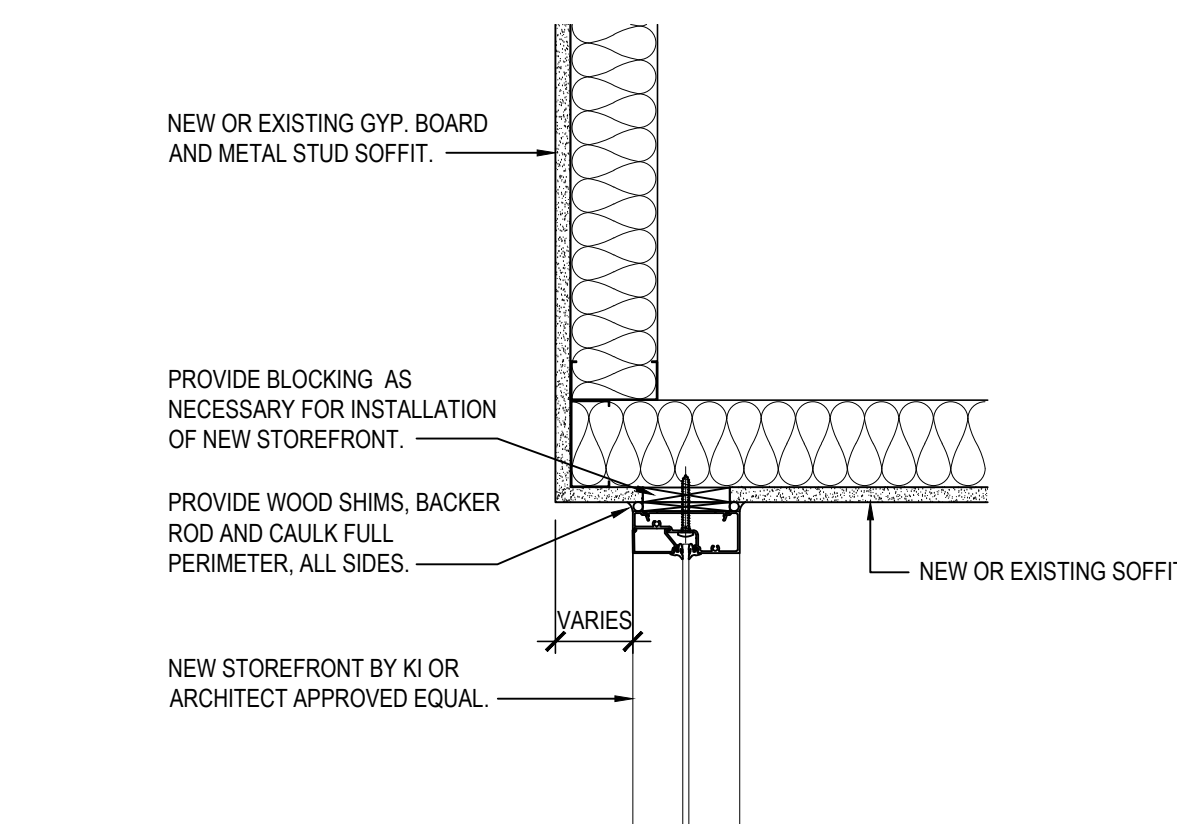 NEW OR EXISTING GYP. BOARD
AND METAL STUD SOFFIT.
PROVIDE BLOCKING AS
NECESSARY FOR INSTALLATION
OF NEW STOREFRONT.
PROVIDE WOOD SHIMS, BACKER
ROD AND CAULK FULL
PERIMETER, ALL SIDES.
NEW OR EXISTING SOFFIT
VARIES
NEW STOREFRONT BY KI OR
ARCHITECT APPROVED EQUAL.